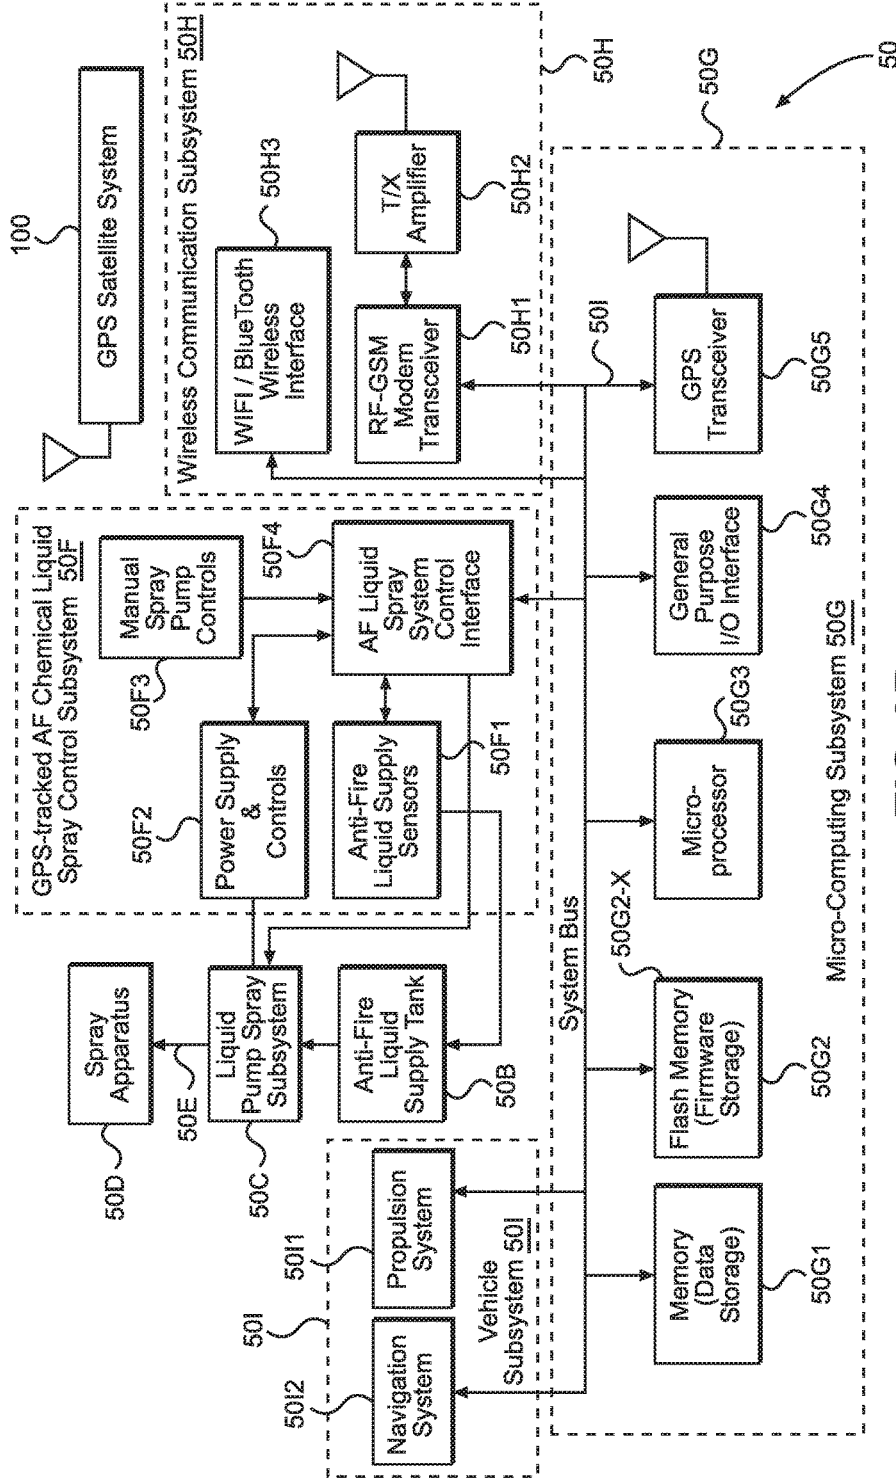 100
GPS Satellite System
GPS-tracked AF Chemical Liquid
Spray Control Subsystem 50F
Wireless Communication Subsystem 50H
50H
Spray
Apparatus
50D
50E
Liquid
Pump Spray
Subsystem
50C
Anti-Fire
Liquid
Supply Tank
50B
50F2
Power Supply
&
Controls
Manual
Spray
Pump
Controls
50F3
50F4
AF Liquid
Spray
System
Control
Interface
Anti-Fire
Liquid Supply
Sensors
50F1
WIFI / BlueTooth
Wireless
Interface
50H3
RF-GSM
Modem
Transceiver
50H1
T/X
Amplifier
50H2
50I
50I2
Navigation
System
50I1
Propulsion
System
Vehicle
Subsystem 50I
System Bus
50I
50G
Memory
(Data
Storage)
50G1
Flash Memory
(Firmware
Storage)
50G2
50G2-X
Micro-
processor
50G3
General
Purpose
I/O Interface
50G4
GPS
Transceiver
50G5
Micro-Computing Subsystem 50G
50